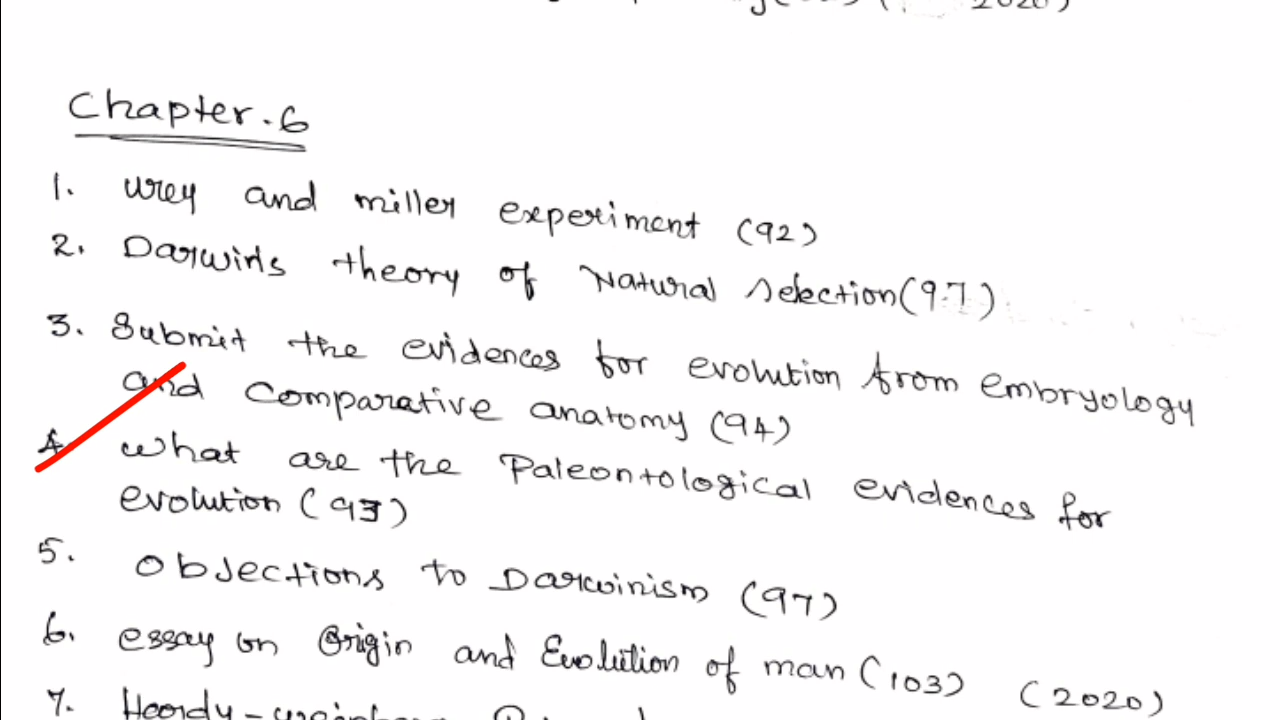 2020)
Chapter.6
1. Urey and miller experiment (92)
2. Darwin's theory of Natural selection (97)
3. Submit the evidences for evolution from embryology
and Comparative anatomy (94)
4. what are the Paleontological evidences for
evolution (93)
5. Objections to Darwinism (97)
6. essay on Origin and Evolution of man (103) (2020)
7.